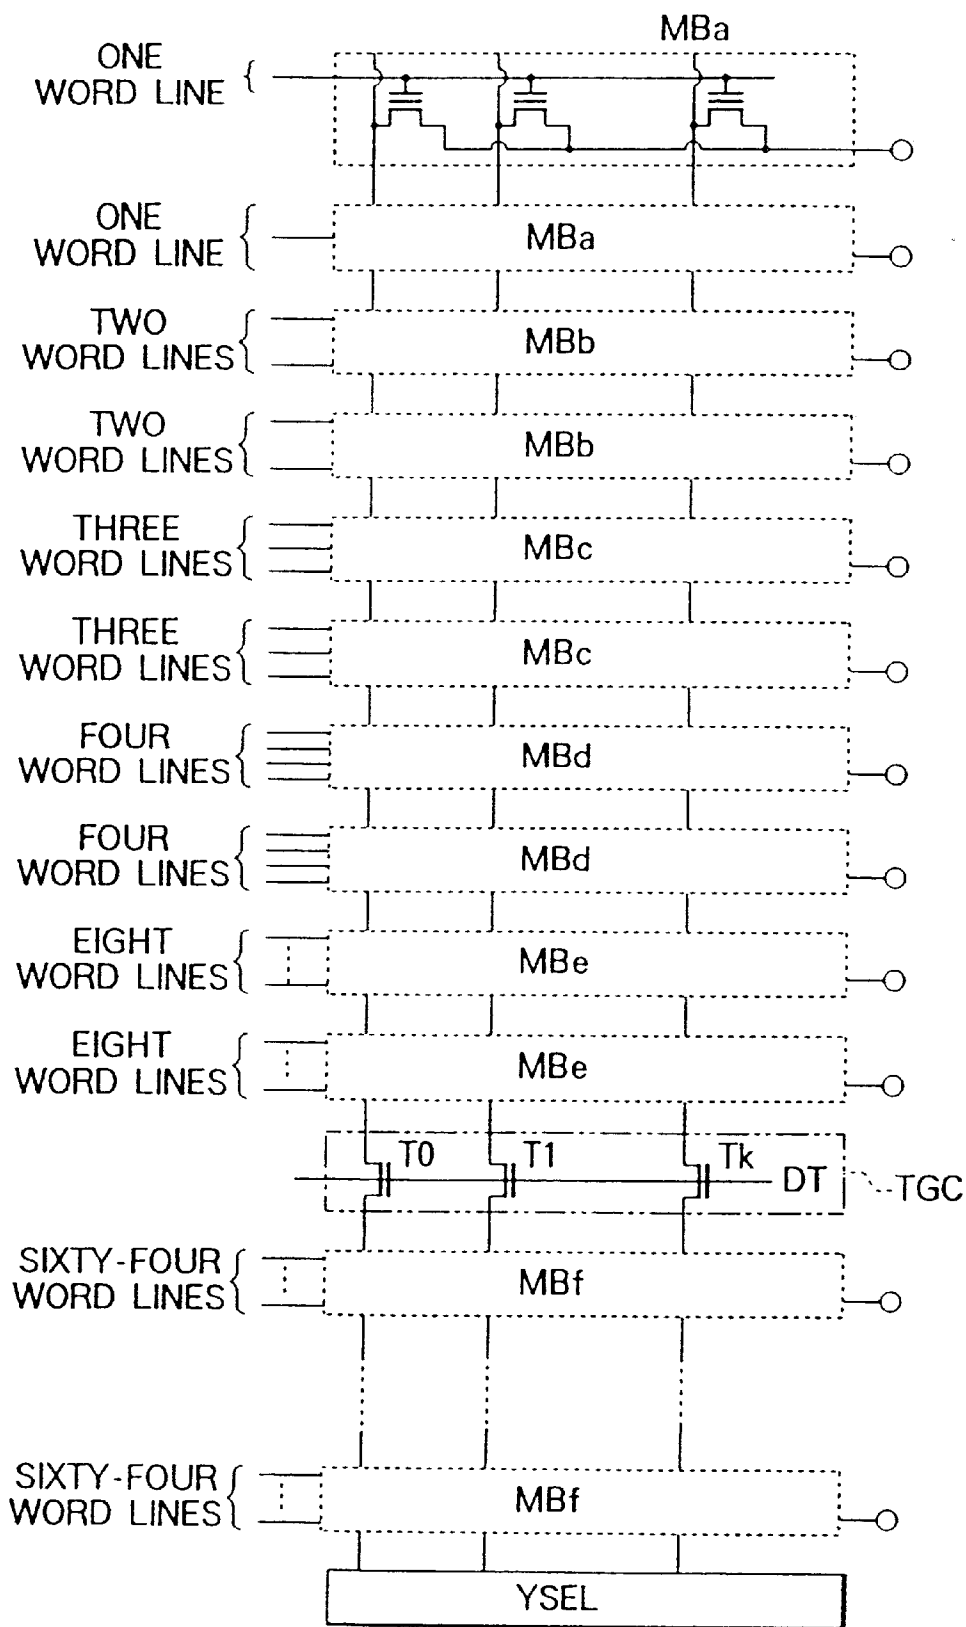 MBa
ONE
WORD LINE
ONE
WORD LINE
MBa
TWO
WORD LINES
MBb
TWO
WORD LINES
MBb
THREE
WORD LINES
MBc
THREE
WORD LINES
MBc
FOUR
WORD LINES
MBd
FOUR
WORD LINES
MBd
EIGHT
WORD LINES
MBe
EIGHT
WORD LINES
MBe
T0 T1 Tk
DT
TGC
SIXTY-FOUR
WORD LINES
MBf
SIXTY-FOUR
WORD LINES
MBf
YSEL